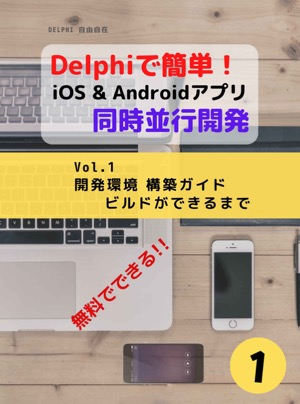 DELPHI 自由自在
Delphiで簡単！
iOS & Androidアプリ
同時並行開発
Vol.1
開発環境 構築ガイド
ビルドができるまで
無料でできる!!
1